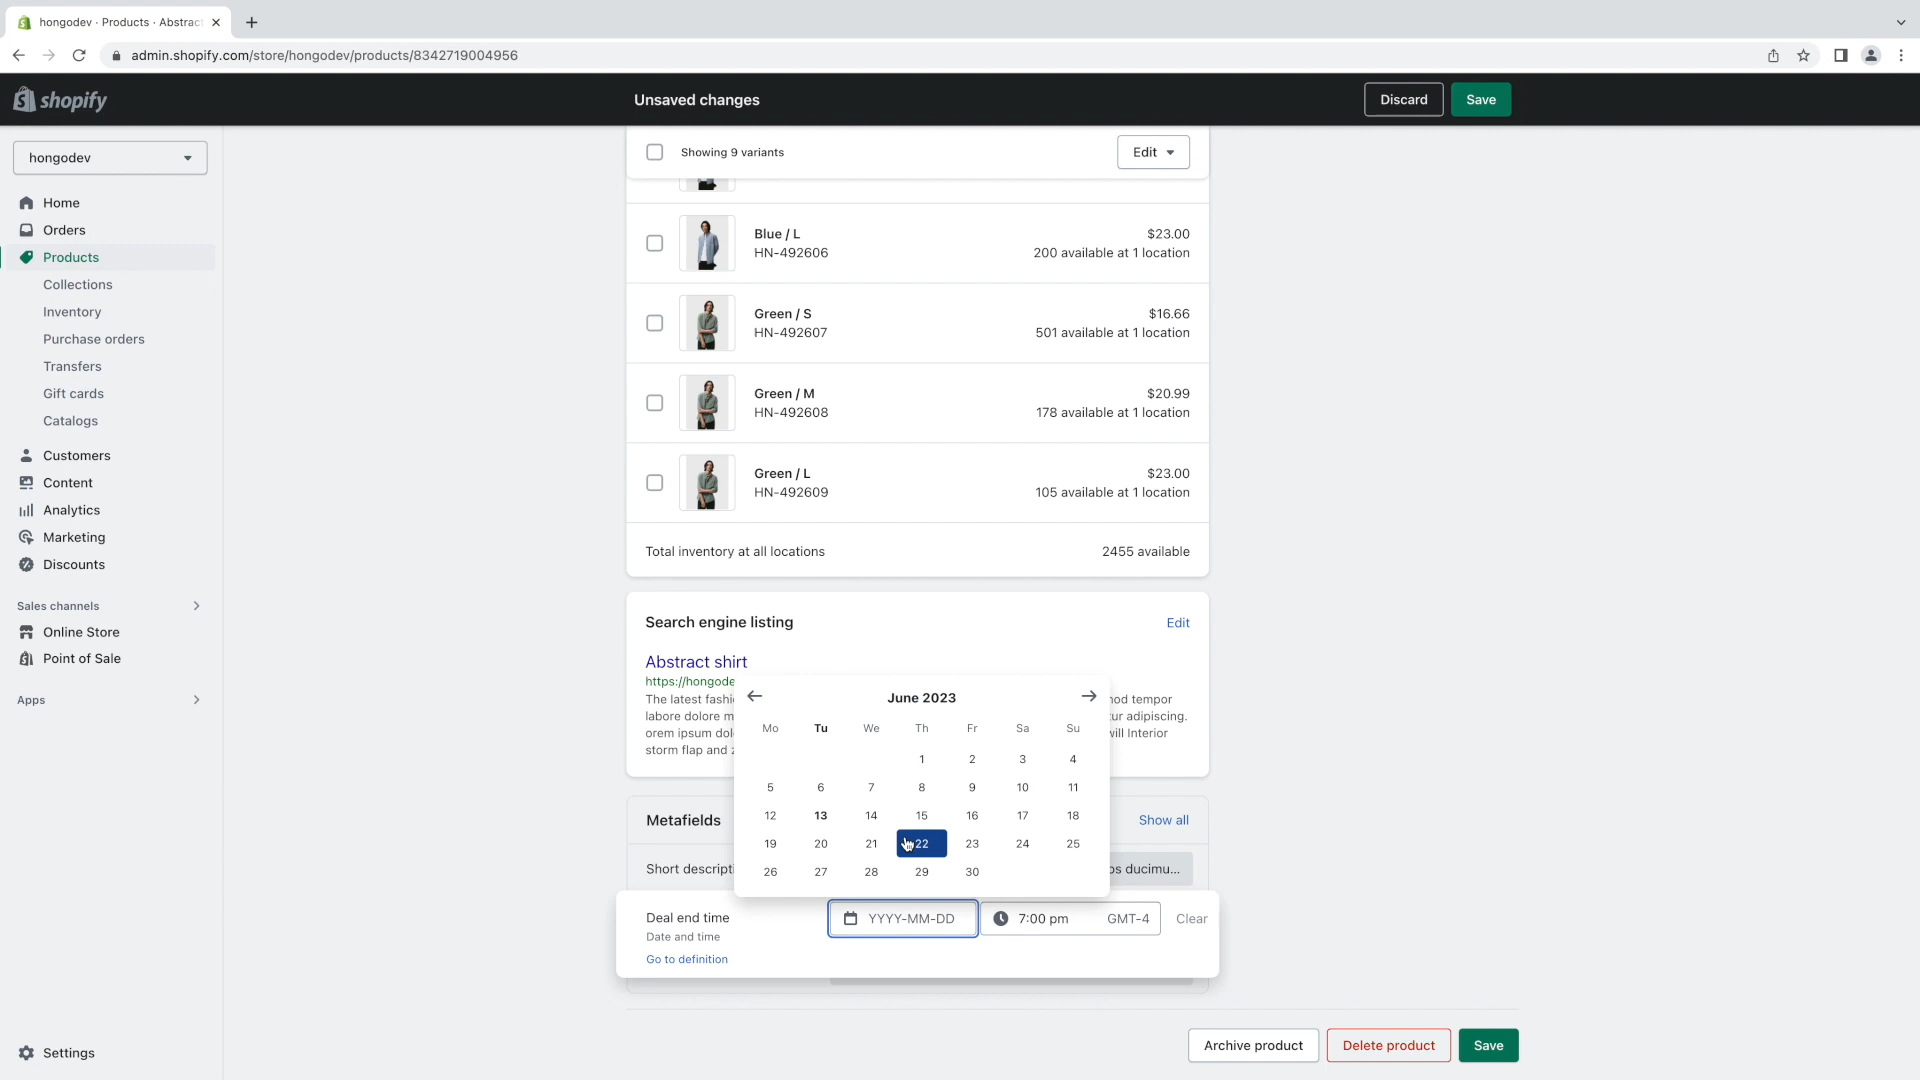 hongodev · Products · Abstract
admin.shopify.com/store/hongodev/products/8342719004956
shopify
Unsaved changes
Discard
Save
hongodev
Showing 9 variants
Edit
Home
Orders
Products
Collections
Inventory
Purchase orders
Transfers
Gift cards
Catalogs
Customers
Content
Analytics
Marketing
Discounts
Sales channels
Online Store
Point of Sale
Apps
Settings
Blue / L
$23.00
HN-492606
200 available at 1 location
Green / S
$16.66
HN-492607
501 available at 1 location
Green / M
$20.99
HN-492608
178 available at 1 location
Green / L
$23.00
HN-492609
105 available at 1 location
Total inventory at all locations
2455 available
Search engine listing
Edit
Abstract shirt
https://hongode
The latest fashi
tempor
labore dolore m
adipiscing.
orem ipsum dol
will Interior
storm flap and
June 2023
Mo Tu We Th Fr Sa Su
1 2 3 4
5 6 7 8 9 10 11
12 13 14 15 16 17 18
19 20 21 22 23 24 25
26 27 28 29 30
Metafields
Show all
Short descripti
os ducimu...
Deal end time
YYYY-MM-DD
7:00 pm
GMT-4
Clear
Date and time
Go to definition
Archive product
Delete product
Save